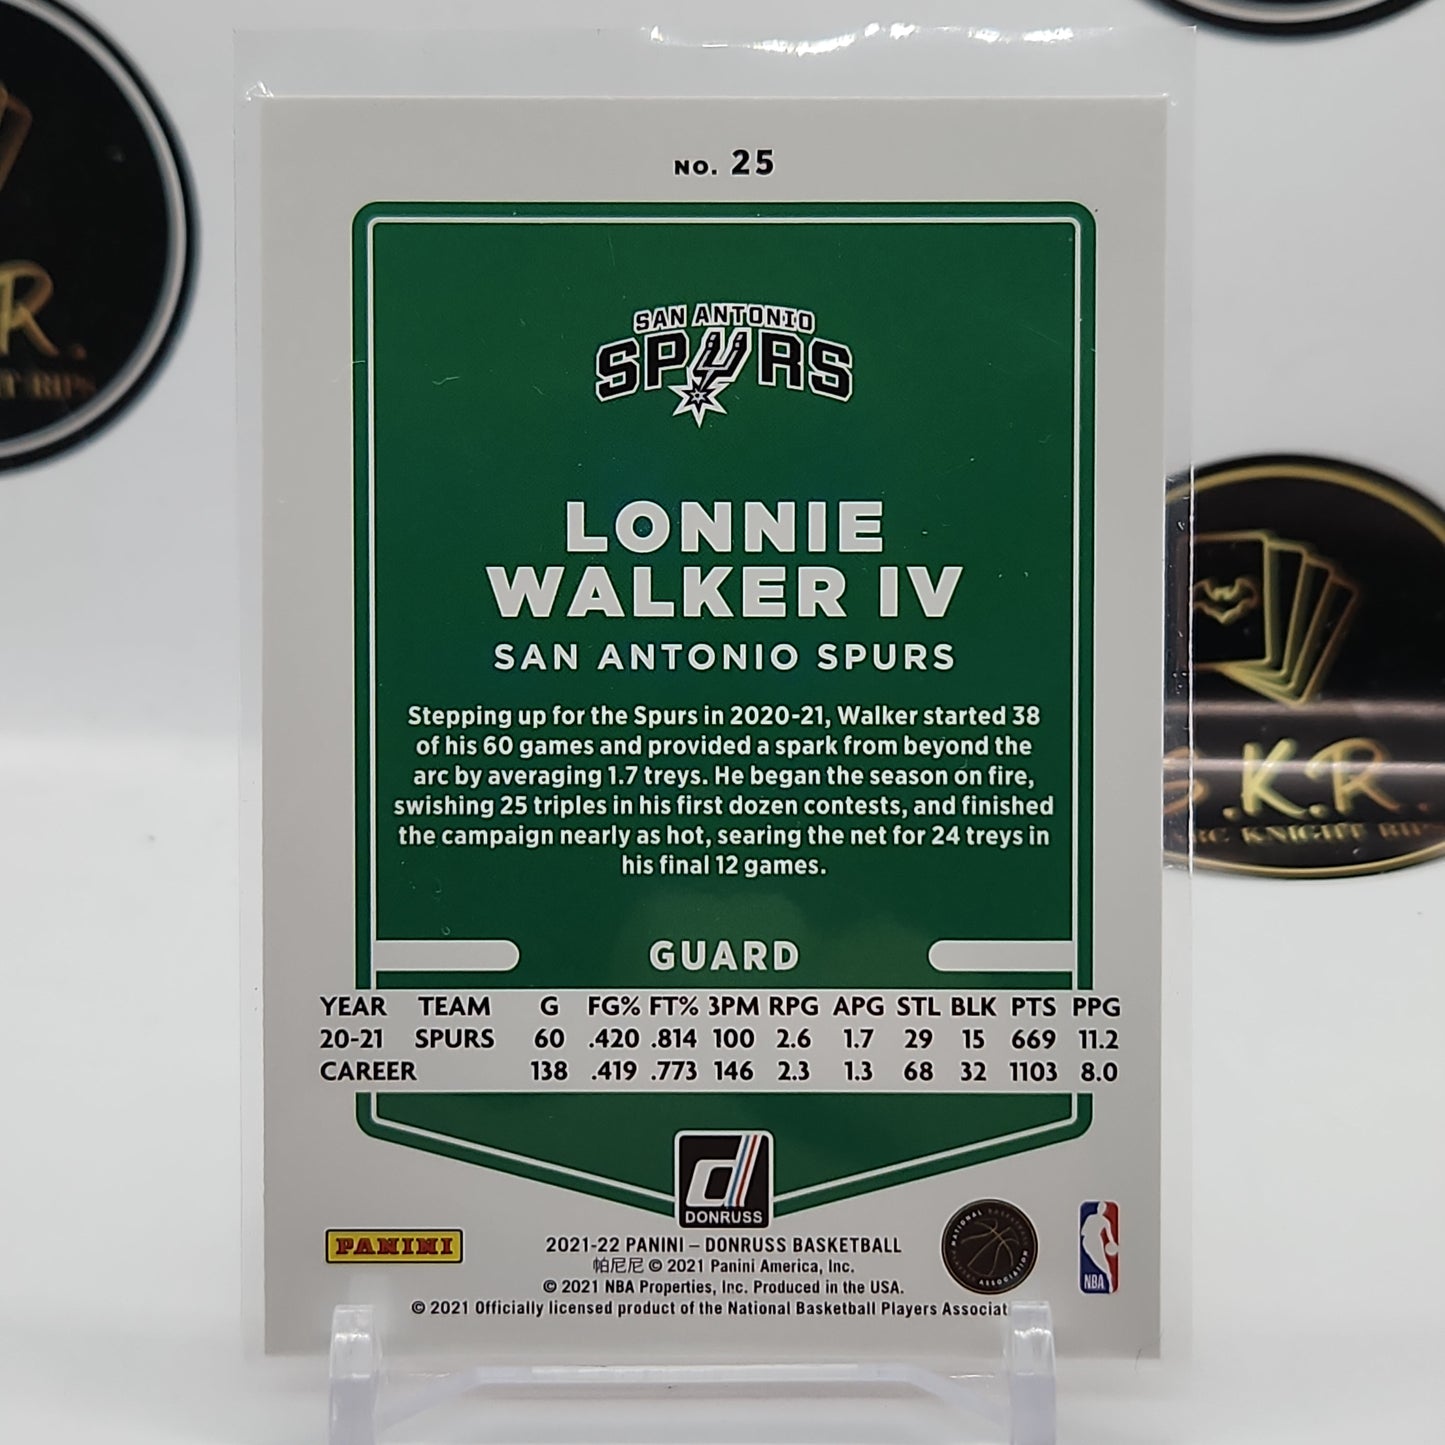 NO. 25
SAN ANTONIO
SPURS
LONNIE
WALKER IV
SAN ANTONIO SPURS
Stepping up for the Spurs in 2020-21, Walker started 38
of his 60 games and provided a spark from beyond the
arc by averaging 1.7 treys. He began the season on fire,
swishing 25 triples in his first dozen contests, and finished
the campaign nearly as hot, searing the net for 24 treys in
his final 12 games.
GUARD
YEAR TEAM G FG% FT% 3PM RPG APG STL BLK PTS PPG
20-21 SPURS 60 .420 .814 100 2.6 1.7 29 15 669 11.2
CAREER 138 .419 .773 146 2.3 1.3 68 32 1103 8.0
DONRUSS
PANINI
2021-22 PANINI – DONRUSS BASKETBALL
帕尼尼 © 2021 Panini America, Inc.
© 2021 NBA Properties, Inc. Produced in the USA.
© 2021 Officially licensed product of the National Basketball Players Associat
NBA
.K.R.
KNIGHT RIPS
R.